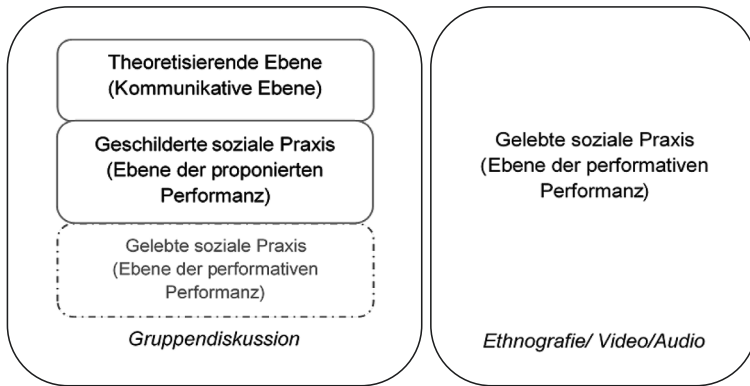 Theoretisierende Ebene
(Kommunikative Ebene)
Geschilderte soziale Praxis
(Ebene der proponierten
Performanz)
Gelebte soziale Praxis
(Ebene der performativen
Performanz)
Gruppendiskussion
Gelebte soziale Praxis
(Ebene der performativen
Performanz)
Ethnografie/ Video/Audio